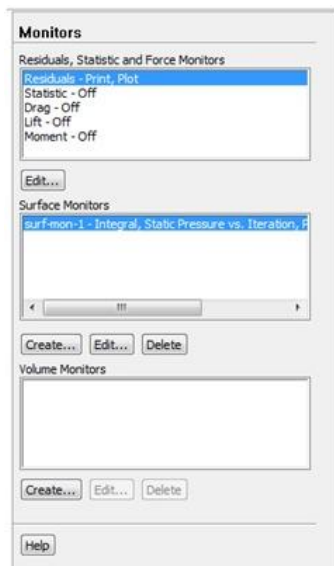 Monitors
Residuals, Statistic and Force Monitors
Residuals - Print, Plot
Statistic - Off
Drag - Off
Lift - Off
Moment - Off
Edit...
Surface Monitors
surf-mon-1 - Integral, Static Pressure vs. Iteration, P
Create... Edit... Delete
Volume Monitors
Create... Edit... Delete
Help